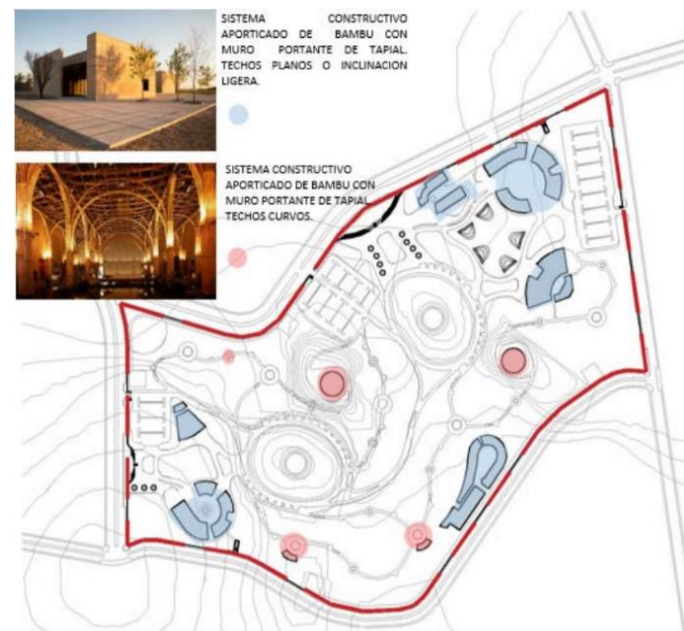 SISTEMA CONSTRUCTIVO
APORTICADO DE BAMBU CON
MURO PORTANTE DE TAPIAL.
TECHOS PLANOS O INCLINACION
LIGERA.
SISTEMA CONSTRUCTIVO
APORTICADO DE BAMBU CON
MURO PORTANTE DE TAPIAL.
TECHOS CURVOS.